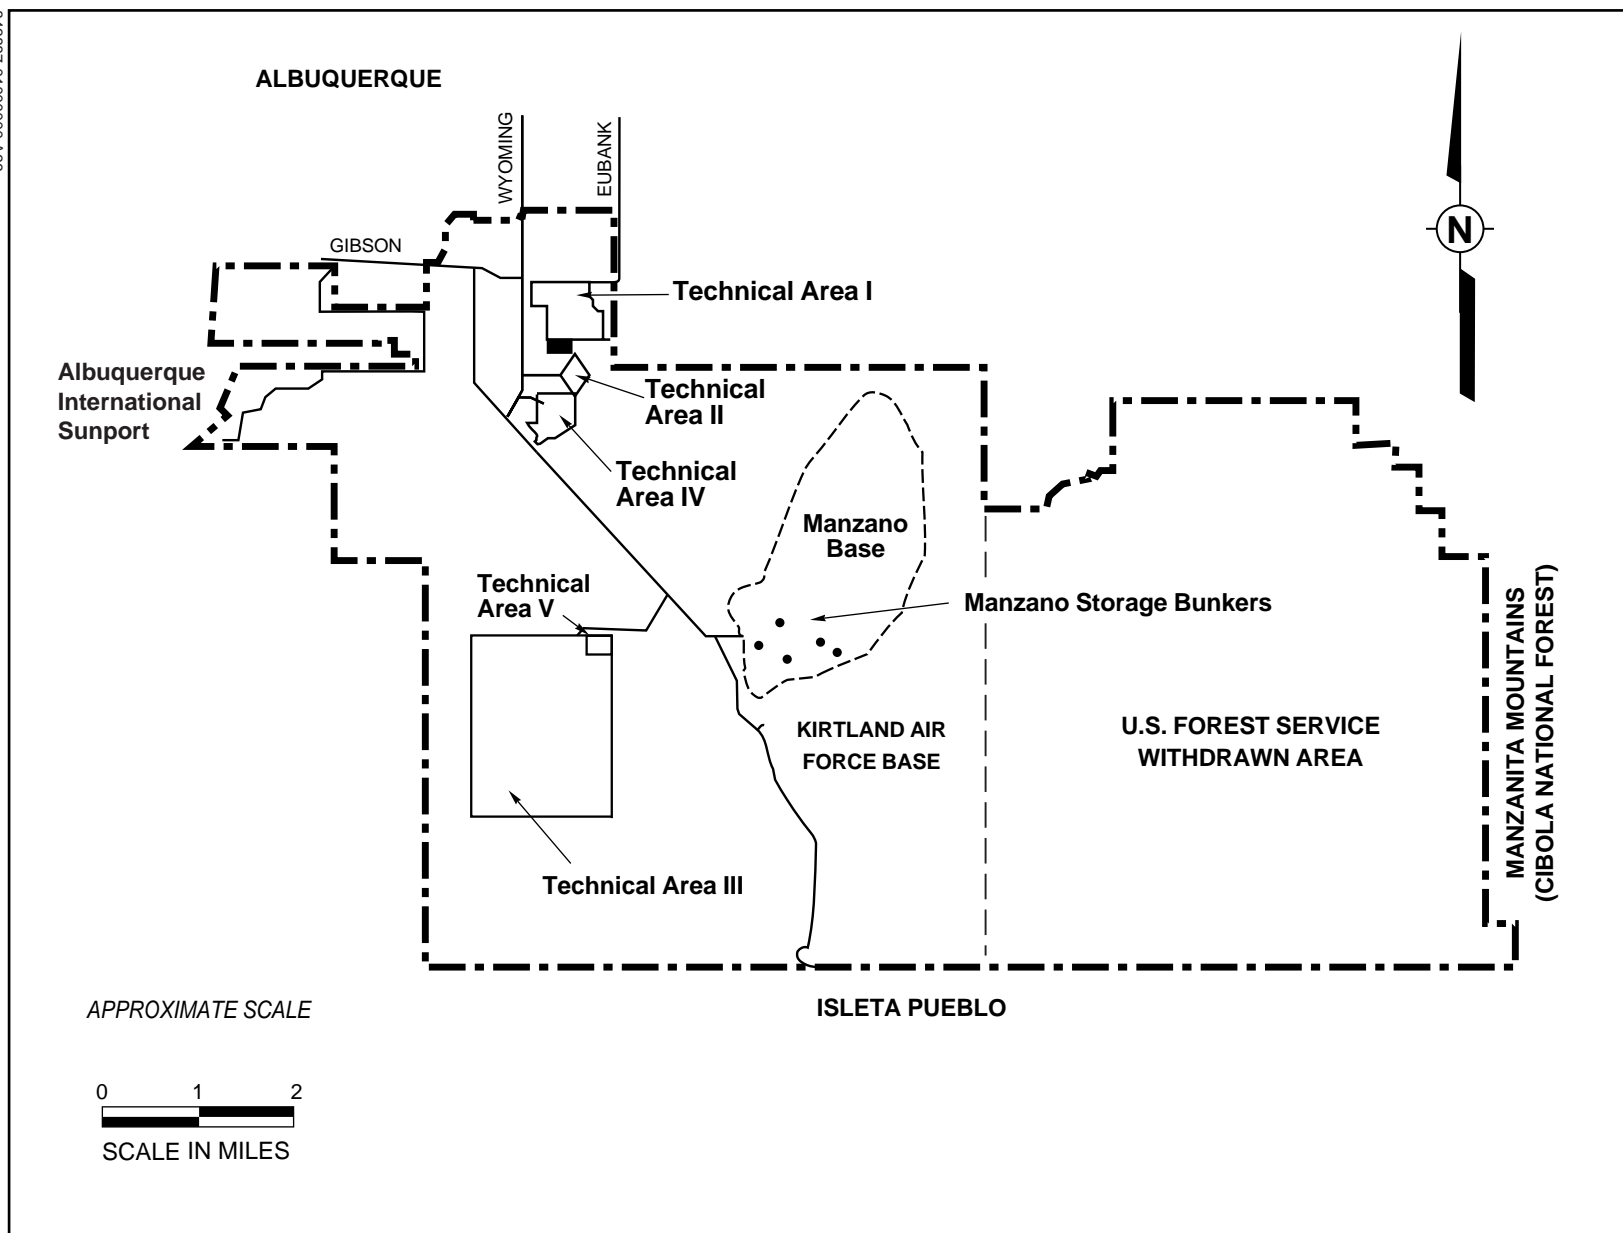 ALBUQUERQUE
WYOMING
EUBANK
GIBSON
N
Technical Area I
Albuquerque
International
Sunport
Technical
Area II
Technical
Area IV
Manzano
Base
Technical
Area V
Manzano Storage Bunkers
KIRTLAND AIR
FORCE BASE
U.S. FOREST SERVICE
WITHDRAWN AREA
MANZANITA MOUNTAINS
(CIBOLA NATIONAL FOREST)
Technical Area III
ISLETA PUEBLO
APPROXIMATE SCALE
0 1 2
SCALE IN MILES